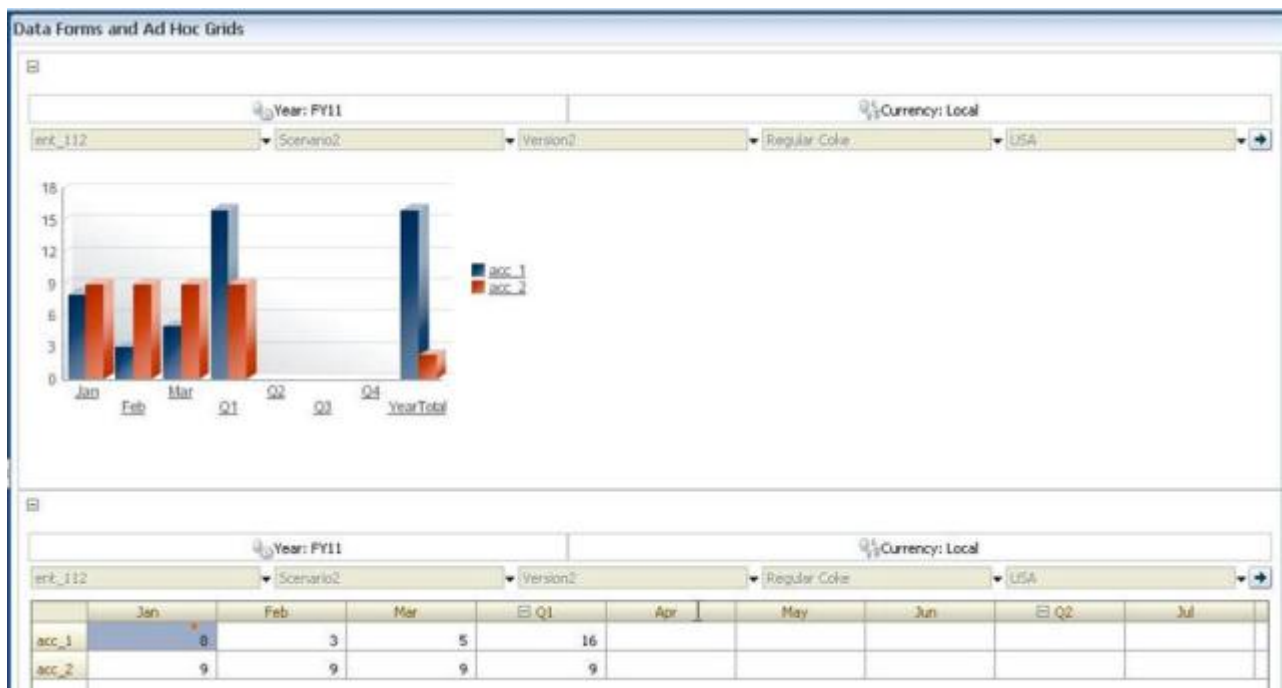 Data Forms and Ad Hoc Grids
Year: FY11 Currency: Local
ent_112 Scenario2 Version2 Regular Coke USA
18
15
12
9
6
3
0
acc_1
acc_2
Jan Feb Mar Q1 Q2 Q3 Q4 YearTotal
Year: FY11 Currency: Local
ent_112 Scenario2 Version2 Regular Coke USA
Jan Feb Mar Q1 Apr May Jun Q2 Jul
acc_1 8 3 5 16
acc_2 9 9 9 9